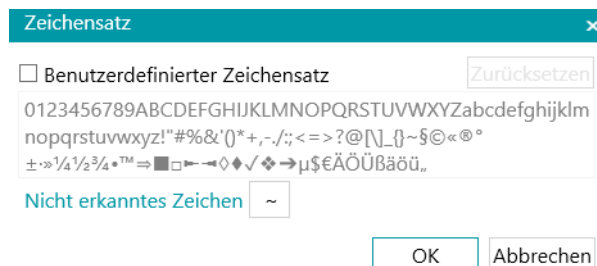 Zeichensatz ×
Benutzerdefinierter Zeichensatz Zurücksetzen
0123456789ABCDEFGHIJKLMNOPQRSTUVWXYZabcdefghijklm
nopqrstuvwxyz!"#%&'()*+,-./:;<=>?@[\]_{}~§©«®°
±·»¼½¾•™⇒■□►◄◊♦√❖➔µ$€ÄÖÜßäöü„
Nicht erkanntes Zeichen ~
OK Abbrechen